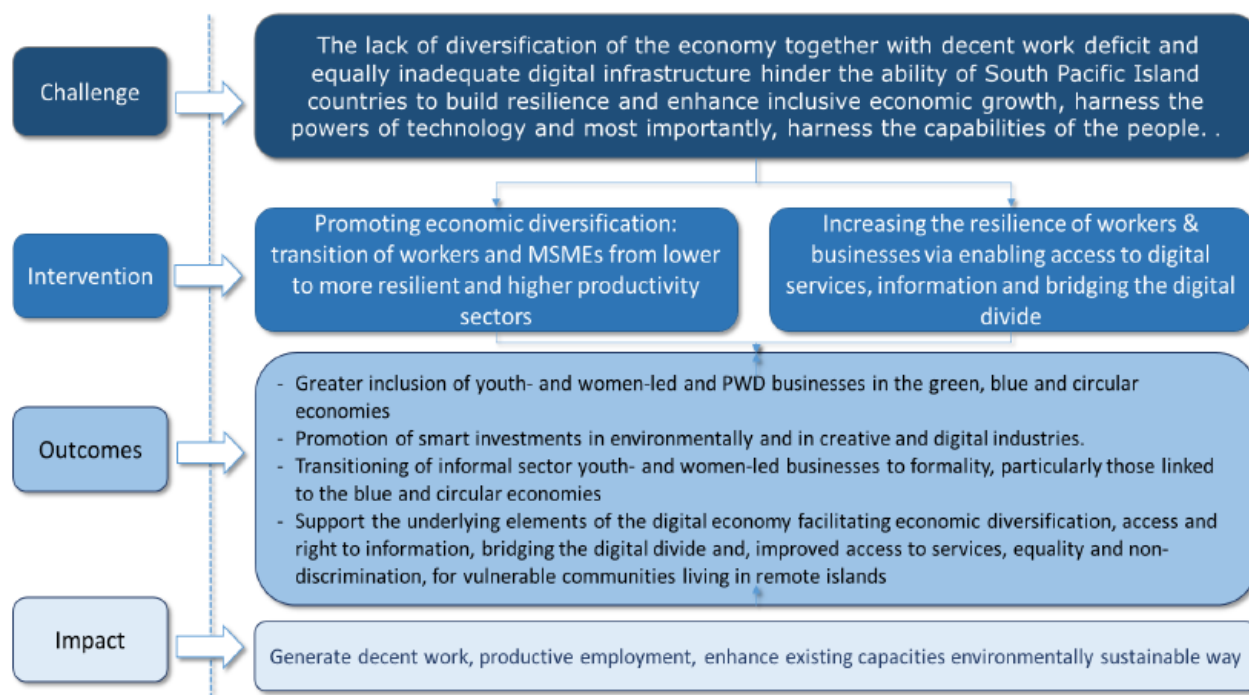 Challenge
The lack of diversification of the economy together with decent work deficit and
equally inadequate digital infrastructure hinder the ability of South Pacific Island
countries to build resilience and enhance inclusive economic growth, harness the
powers of technology and most importantly, harness the capabilities of the people. .
Intervention
Promoting economic diversification:
transition of workers and MSMEs from lower
to more resilient and higher productivity
sectors
Increasing the resilience of workers &
businesses via enabling access to digital
services, information and bridging the digital
divide
Outcomes
- Greater inclusion of youth- and women-led and PWD businesses in the green, blue and circular
economies
- Promotion of smart investments in environmentally and in creative and digital industries.
- Transitioning of informal sector youth- and women-led businesses to formality, particularly those linked
to the blue and circular economies
- Support the underlying elements of the digital economy facilitating economic diversification, access and
right to information, bridging the digital divide and, improved access to services, equality and non-
discrimination, for vulnerable communities living in remote islands
Impact
Generate decent work, productive employment, enhance existing capacities environmentally sustainable way